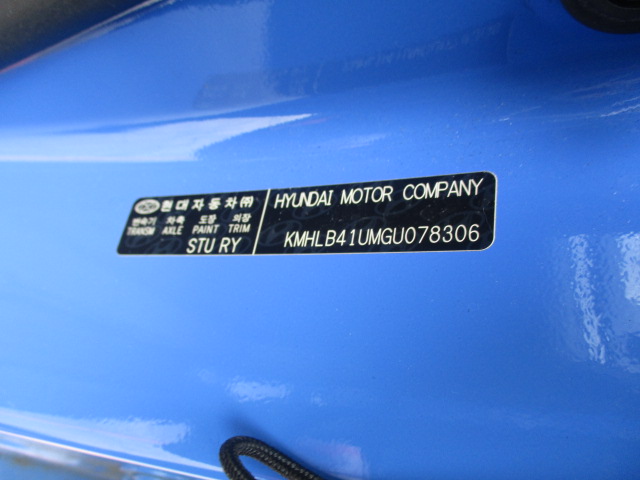 현대자동차㈜
변속기 차축 도장 의장
TRANSM AXLE PAINT TRIM
STU RY
HYUNDAI MOTOR COMPANY
KMHLB41UMGU078306